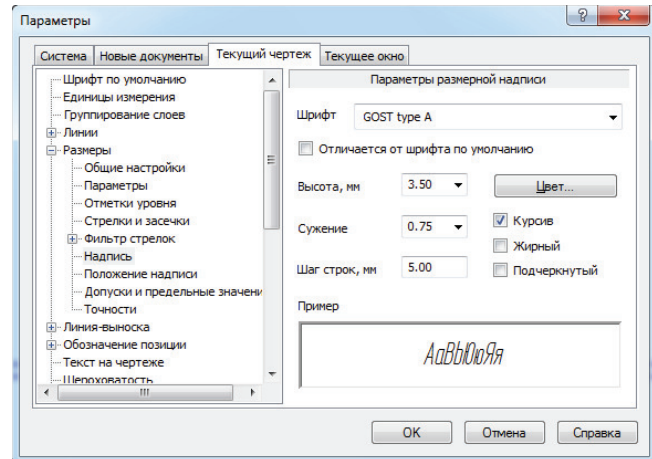 Параметры
Система Новые документы Текущий чертеж Текущее окно
Шрифт по умолчанию
Единицы измерения
Группирование слоев
Линии
Размеры
Общие настройки
Параметры
Отметки уровня
Стрелки и засечки
Фильтр стрелок
Надпись
Положение надписи
Допуски и предельные значени
Точности
Линия-выноска
Обозначение позиции
Текст на чертеже
Шероховатость
Параметры размерной надписи
Шрифт GOST type A
Отличается от шрифта по умолчанию
Высота, мм 3.50 Цвет...
Сужение 0.75 Курсив
Жирный
Шаг строк, мм 5.00 Подчеркнутый
Пример
АаВЬЮюЯя
OK Отмена Справка